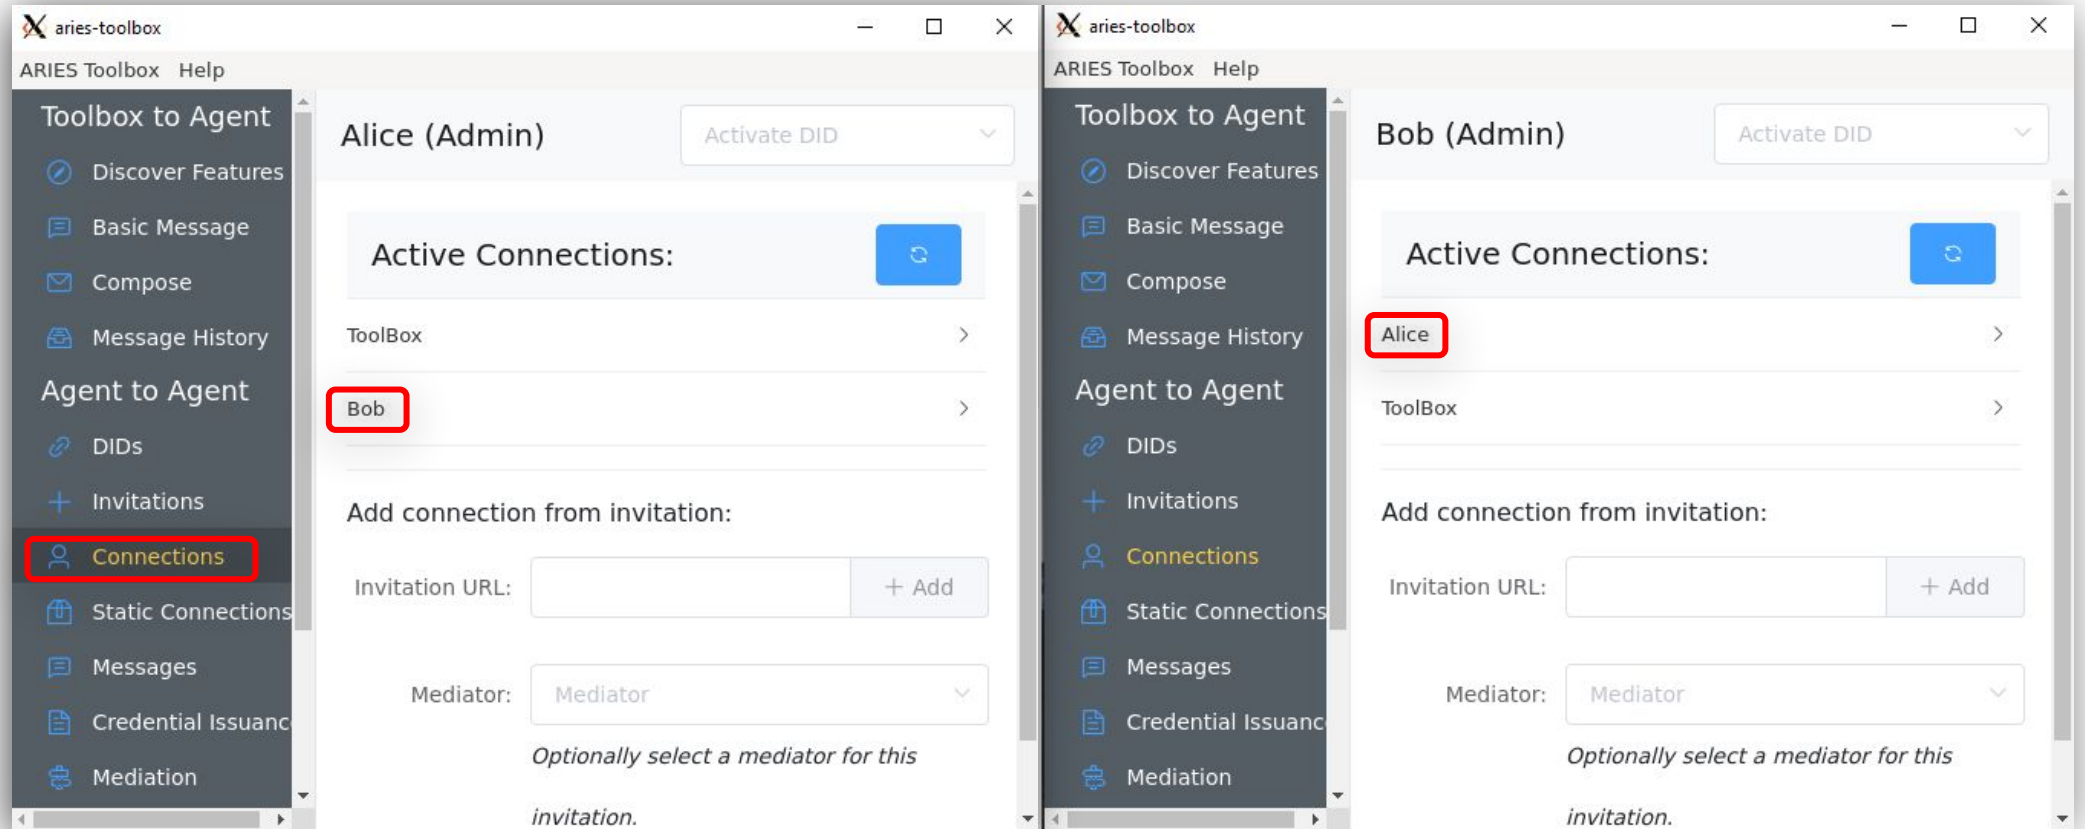 aries-toolbox
ARIES Toolbox Help
Toolbox to Agent
Discover Features
Basic Message
Compose
Message History
Agent to Agent
DIDs
Invitations
Connections
Static Connections
Messages
Credential Issuanc
Mediation
Alice (Admin)
Activate DID
Active Connections:
ToolBox
Bob
Add connection from invitation:
Invitation URL:
+ Add
Mediator:
Mediator
Optionally select a mediator for this
invitation.
aries-toolbox
ARIES Toolbox Help
Toolbox to Agent
Discover Features
Basic Message
Compose
Message History
Agent to Agent
DIDs
Invitations
Connections
Static Connections
Messages
Credential Issuanc
Mediation
Bob (Admin)
Activate DID
Active Connections:
Alice
ToolBox
Add connection from invitation:
Invitation URL:
+ Add
Mediator:
Mediator
Optionally select a mediator for this
invitation.